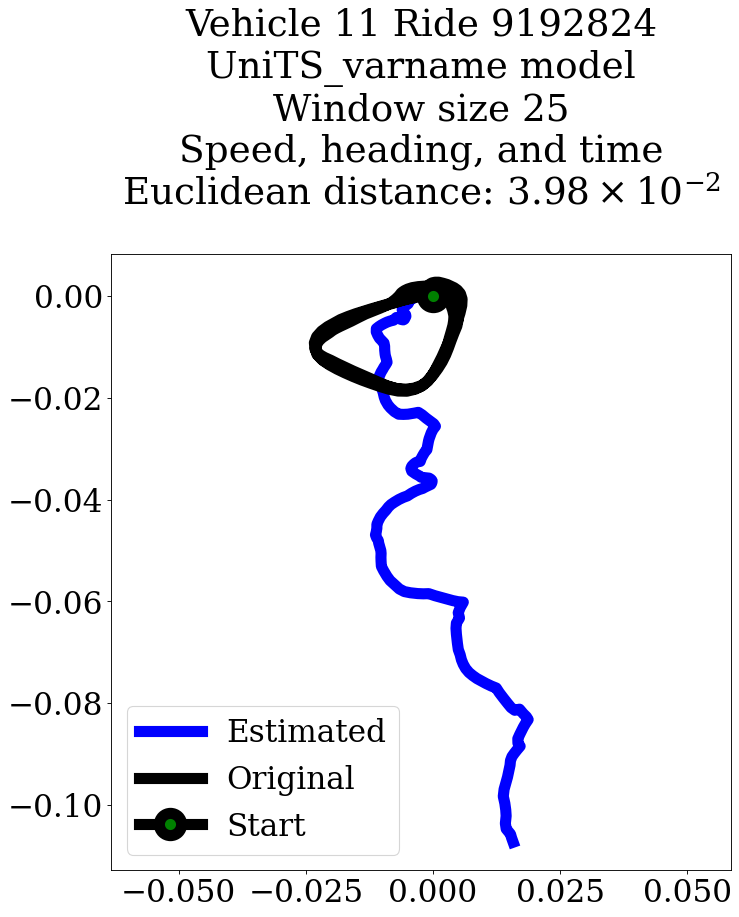 Vehicle 11 Ride 9192824
UniTS_varname model
Window size 25
Speed, heading, and time
Euclidean distance: 3.98 × 10⁻²
0.00
−0.02
−0.04
−0.06
−0.08
−0.10
Estimated
Original
Start
−0.050 −0.025 0.000 0.025 0.050